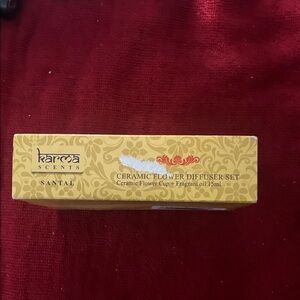 karma
SCENTS
SANTAL
CERAMIC FLOWER DIFFUSER SET
Ceramic Flower Cup + Fragrant oil 15ml